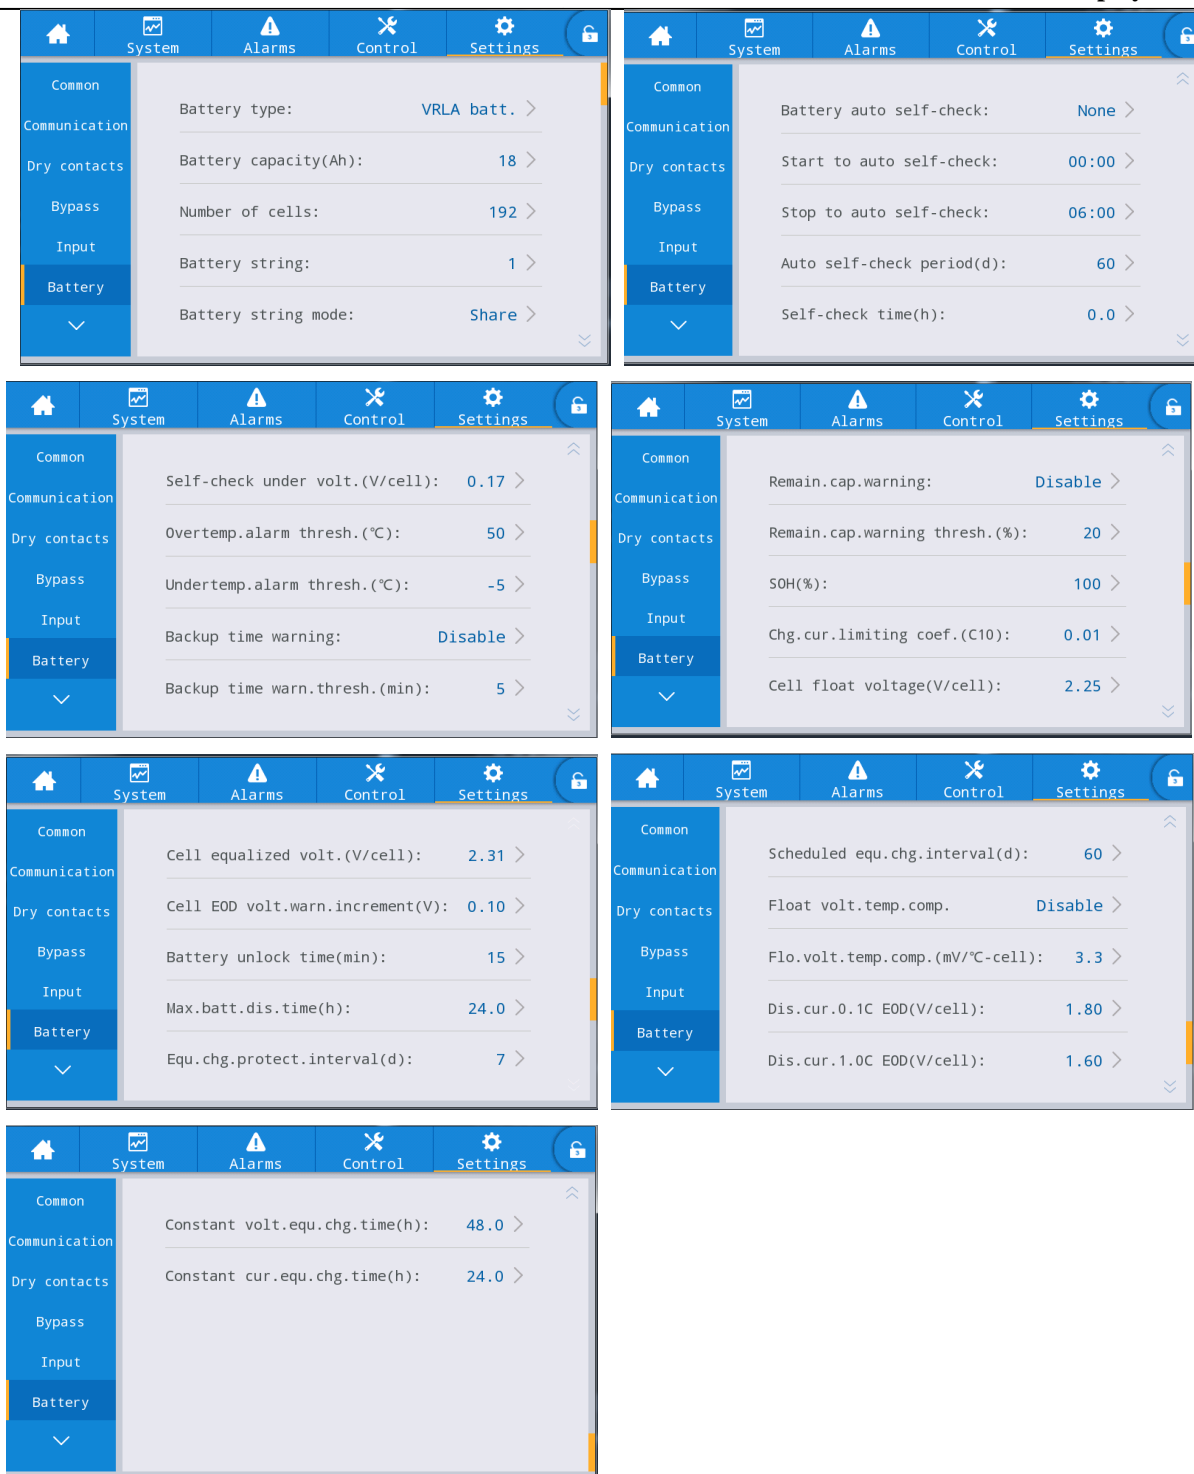 System Alarms Control Settings
Common
Communication
Dry contacts
Bypass
Input
Battery
Battery type: VRLA batt.
Battery capacity(Ah): 18
Number of cells: 192
Battery string: 1
Battery string mode: Share
System Alarms Control Settings
Common
Communication
Dry contacts
Bypass
Input
Battery
Battery auto self-check: None
Start to auto self-check: 00:00
Stop to auto self-check: 06:00
Auto self-check period(d): 60
Self-check time(h): 0.0
System Alarms Control Settings
Common
Communication
Dry contacts
Bypass
Input
Battery
Self-check under volt.(V/cell): 0.17
Overtemp.alarm thresh.(℃): 50
Undertemp.alarm thresh.(℃): -5
Backup time warning: Disable
Backup time warn.thresh.(min): 5
System Alarms Control Settings
Common
Communication
Dry contacts
Bypass
Input
Battery
Remain.cap.warning: Disable
Remain.cap.warning thresh.(%): 20
SOH(%): 100
Chg.cur.limiting coef.(C10): 0.01
Cell float voltage(V/cell): 2.25
System Alarms Control Settings
Common
Communication
Dry contacts
Bypass
Input
Battery
Cell equalized volt.(V/cell): 2.31
Cell EOD volt.warn.increment(V): 0.10
Battery unlock time(min): 15
Max.batt.dis.time(h): 24.0
Equ.chg.protect.interval(d): 7
System Alarms Control Settings
Common
Communication
Dry contacts
Bypass
Input
Battery
Scheduled equ.chg.interval(d): 60
Float volt.temp.comp. Disable
Flo.volt.temp.comp.(mV/℃-cell): 3.3
Dis.cur.0.1C EOD(V/cell): 1.80
Dis.cur.1.0C EOD(V/cell): 1.60
System Alarms Control Settings
Common
Communication
Dry contacts
Bypass
Input
Battery
Constant volt.equ.chg.time(h): 48.0
Constant cur.equ.chg.time(h): 24.0